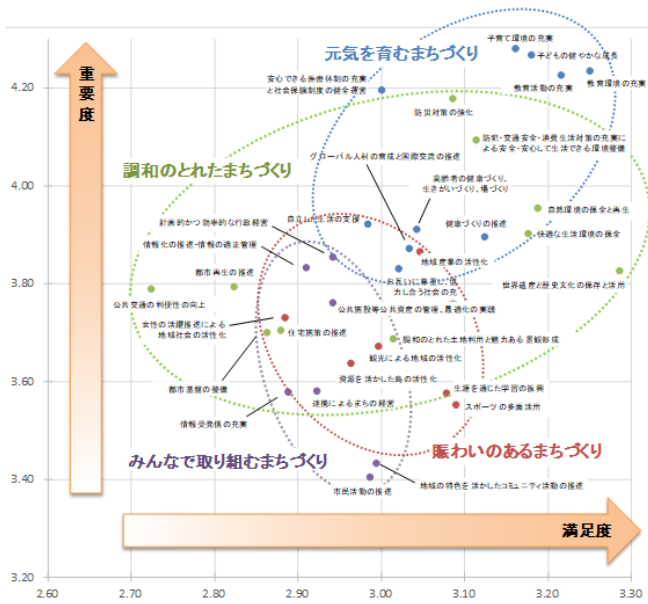 元気を育むまちづくり
子育て環境の充実
子どもの健やかな成長
4.20
安心できる医療体制の充実
と社会保険制度の健全運営
教育活動の充実
教育環境の充実
重要度
防災対策の強化
防犯・交通安全・消費生活対策の充実に
よる安全・安心して生活できる環境整備
グローバル人材の育成と国際交流の推進
調和のとれたまちづくり
4.00
高齢者の健康づくり、
生きがいづくり、場づくり
自然環境の保全と再生
計画的かつ効率的な行政経営
自立した生活の支援
健康づくりの推進
快適な生活環境の保全
情報化の推進・情報の適正管理
地域産業の活性化
都市再生の推進
お互いに尊重し、協
力し合う社会の充
世界遺産と歴史文化の保存と活用
3.80
公共交通の利便性の向上
公共施設等公共資産の管理、最適化の実践
女性の活躍推進による
地域社会の活性化
住宅施策の推進
調和のとれた土地利用と魅力ある景観形成
観光による地域の活性化
都市基盤の整備
資源を活かした島の活性化
3.60
生涯を通じた学習の振興
連携によるまちの経営
スポーツの多面活用
情報受発信の充実
みんなで取り組むまちづくり
賑わいのあるまちづくり
3.40
市民活動の推進
地域の特色を活かしたコミュニティ活動の推進
満足度
3.20
2.60
2.70
2.80
2.90
3.00
3.10
3.20
3.30